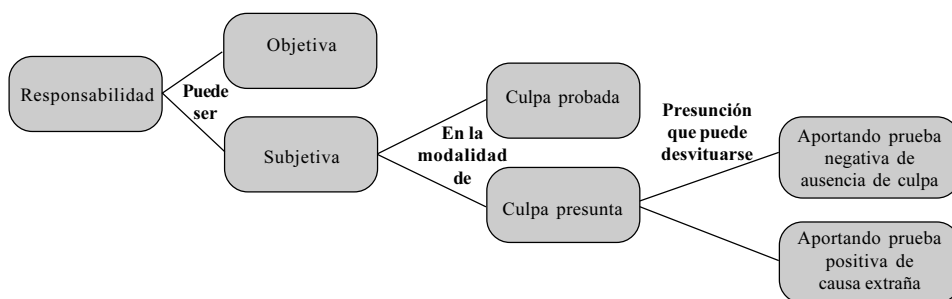 Responsabilidad
Puede
ser
Objetiva
Subjetiva
En la
modalidad
de
Culpa probada
Culpa presunta
Presunción
que puede
desvituarse
Aportando prueba
negativa de
ausencia de culpa
Aportando prueba
positiva de
causa extraña